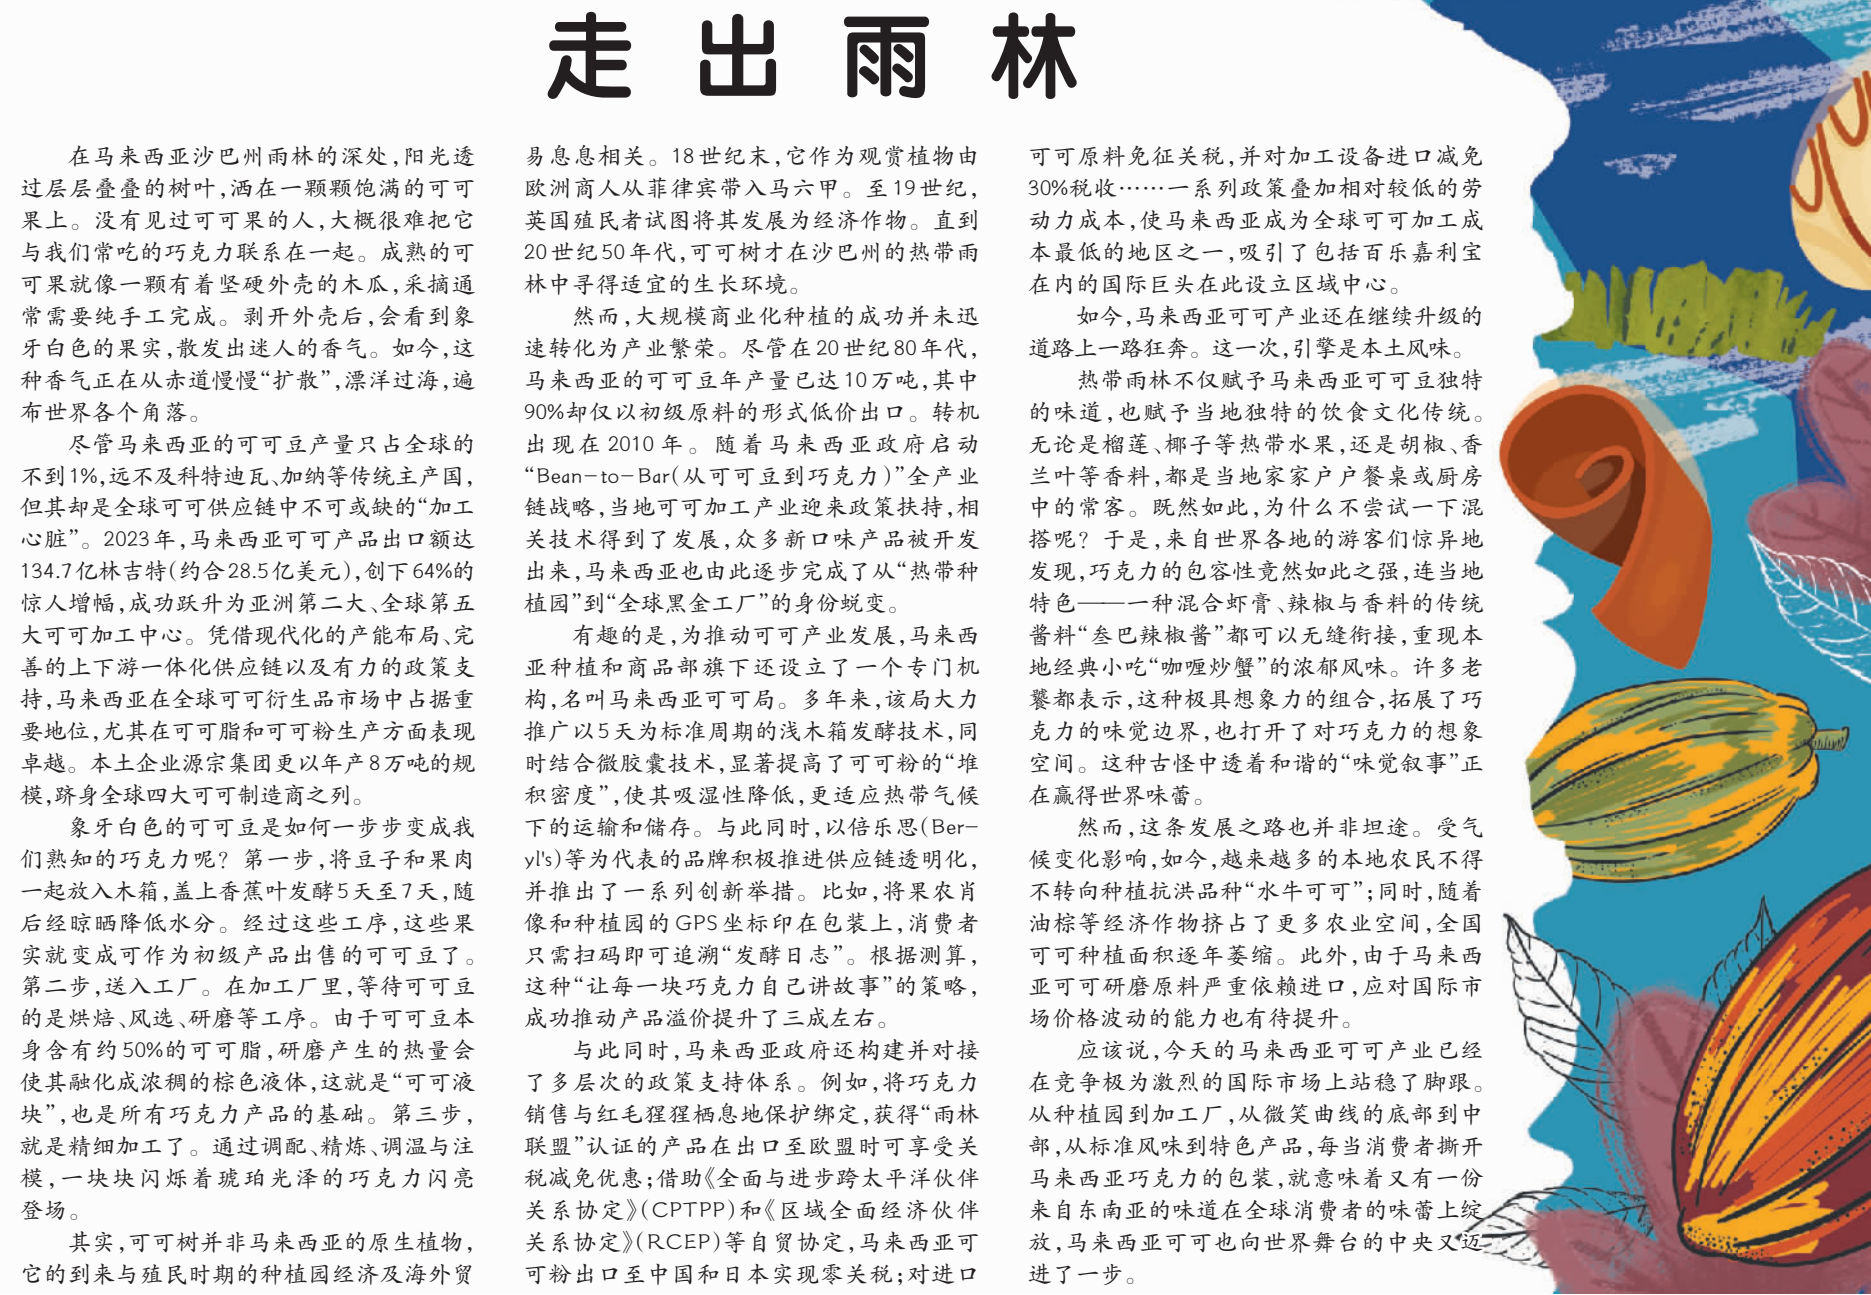 走出雨林
在马来西亚沙巴州雨林的深处,阳光透
过层层叠叠的树叶,洒在一颗颗饱满的可可
果上。没有见过可可果的人,大概很难把它
与我们常吃的巧克力联系在一起。成熟的可
可果就像一颗有着坚硬外壳的木瓜,采摘通
常需要纯手工完成。剥开外壳后,会看到象
牙白色的果实,散发出迷人的香气。如今,这
种香气正在从赤道慢慢“扩散”,漂洋过海,遍
布世界各个角落。
尽管马来西亚的可可豆产量只占全球的
不到1%,远不及科特迪瓦、加纳等传统主产国,
但其却是全球可可供应链中不可或缺的“加工
心脏”。2023年,马来西亚可可产品出口额达
134.7亿林吉特(约合28.5亿美元),创下64%的
惊人增幅,成功跃升为亚洲第二大、全球第五
大可可加工中心。凭借现代化的产能布局、完
善的上下游一体化供应链以及有力的政策支
持,马来西亚在全球可可衍生品市场中占据重
要地位,尤其在可可脂和可可粉生产方面表现
卓越。本土企业源宗集团更以年产8万吨的规
模,跻身全球四大可可制造商之列。
象牙白色的可可豆是如何一步步变成我
们熟知的巧克力呢?第一步,将豆子和果肉
一起放入木箱,盖上香蕉叶发酵5天至7天,随
后经晾晒降低水分。经过这些工序,这些果
实就变成可作为初级产品出售的可可豆了。
第二步,送入工厂。在加工厂里,等待可可豆
的是烘焙、风选、研磨等工序。由于可可豆本
身含有约50%的可可脂,研磨产生的热量会
使其融化成浓稠的棕色液体,这就是“可可液
块”,也是所有巧克力产品的基础。第三步,
就是精细加工了。通过调配、精炼、调温与注
模,一块块闪烁着琥珀光泽的巧克力闪亮
登场。
其实,可可树并非马来西亚的原生植物,
它的到来与殖民时期的种植园经济及海外贸
易息息相关。18世纪末,它作为观赏植物由
欧洲商人从菲律宾带入马六甲。至19世纪,
英国殖民者试图将其发展为经济作物。直到
20世纪50年代,可可树才在沙巴州的热带雨
林中寻得适宜的生长环境。
然而,大规模商业化种植的成功并未迅
速转化为产业繁荣。尽管在20世纪80年代,
马来西亚的可可豆年产量已达10万吨,其中
90%却仅以初级原料的形式低价出口。转机
出现在2010年。随着马来西亚政府启动
“Bean-to-Bar(从可可豆到巧克力)”全产业
链战略,当地可可加工产业迎来政策扶持,相
关技术得到了发展,众多新口味产品被开发
出来,马来西亚也由此逐步完成了从“热带种
植园”到“全球黑金工厂”的身份蜕变。
有趣的是,为推动可可产业发展,马来西
亚种植和商品部旗下还设立了一个专门机
构,名叫马来西亚可可局。多年来,该局大力
推广以5天为标准周期的浅木箱发酵技术,同
时结合微胶囊技术,显著提高了可可粉的“堆
积密度”,使其吸湿性降低,更适应热带气候
下的运输和储存。与此同时,以倍乐思(Ber-
yl's)等为代表的品牌积极推进供应链透明化,
并推出了一系列创新举措。比如,将果农肖
像和种植园的GPS坐标印在包装上,消费者
只需扫码即可追溯“发酵日志”。根据测算,
这种“让每一块巧克力自己讲故事”的策略,
成功推动产品溢价提升了三成左右。
与此同时,马来西亚政府还构建并对接
了多层次的政策支持体系。例如,将巧克力
销售与红毛猩猩栖息地保护绑定,获得“雨林
联盟”认证的产品在出口至欧盟时可享受关
税减免优惠;借助《全面与进步跨太平洋伙伴
关系协定》(CPTPP)和《区域全面经济伙伴
关系协定》(RCEP)等自贸协定,马来西亚可
可粉出口至中国和日本实现零关税;对进口
可可原料免征关税,并对加工设备进口减免
30%税收……一系列政策叠加相对较低的劳
动力成本,使马来西亚成为全球可可加工成
本最低的地区之一,吸引了包括百乐嘉利宝
在内的国际巨头在此设立区域中心。
如今,马来西亚可可产业还在继续升级的
道路上一路狂奔。这一次,引擎是本土风味。
热带雨林不仅赋予马来西亚可可豆独特
的味道,也赋予当地独特的饮食文化传统。
无论是榴莲、椰子等热带水果,还是胡椒、香
兰叶等香料,都是当地家家户户餐桌或厨房
中的常客。既然如此,为什么不尝试一下混
搭呢?于是,来自世界各地的游客们惊异地
发现,巧克力的包容性竟然如此之强,连当地
特色——一种混合虾膏、辣椒与香料的传统
酱料“叁巴辣椒酱”都可以无缝衔接,重现本
地经典小吃“咖喱炒蟹”的浓郁风味。许多老
饕都表示,这种极具想象力的组合,拓展了巧
克力的味觉边界,也打开了对巧克力的想象
空间。这种古怪中透着和谐的“味觉叙事”正
在赢得世界味蕾。
然而,这条发展之路也并非坦途。受气
候变化影响,如今,越来越多的本地农民不得
不转向种植抗洪品种“水牛可可”;同时,随着
油棕等经济作物挤占了更多农业空间,全国
可可种植面积逐年萎缩。此外,由于马来西
亚可可研磨原料严重依赖进口,应对国际市
场价格波动的能力也有待提升。
应该说,今天的马来西亚可可产业已经
在竞争极为激烈的国际市场上站稳了脚跟。
从种植园到加工厂,从微笑曲线的底部到中
部,从标准风味到特色产品,每当消费者撕开
马来西亚巧克力的包装,就意味着又有一份
来自东南亚的味道在全球消费者的味蕾上绽
放,马来西亚可可也向世界舞台的中央又迈
进了一步。